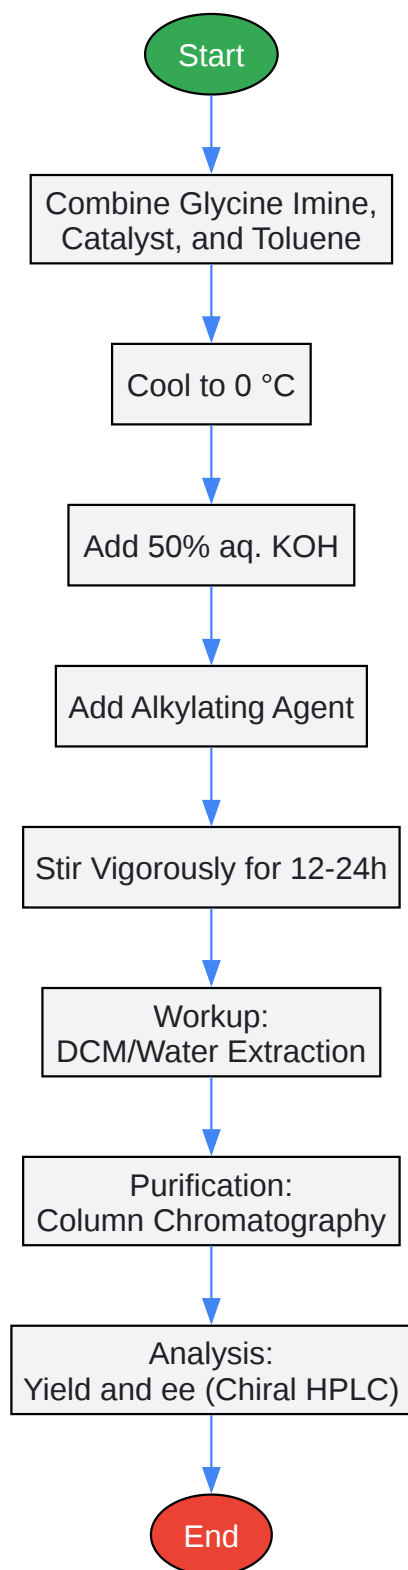 Start
Combine Glycine Imine,
Catalyst, and Toluene
Cool to 0 °C
Add 50% aq. KOH
Add Alkylating Agent
Stir Vigorously for 12-24h
Workup:
DCM/Water Extraction
Purification:
Column Chromatography
Analysis:
Yield and ee (Chiral HPLC)
End